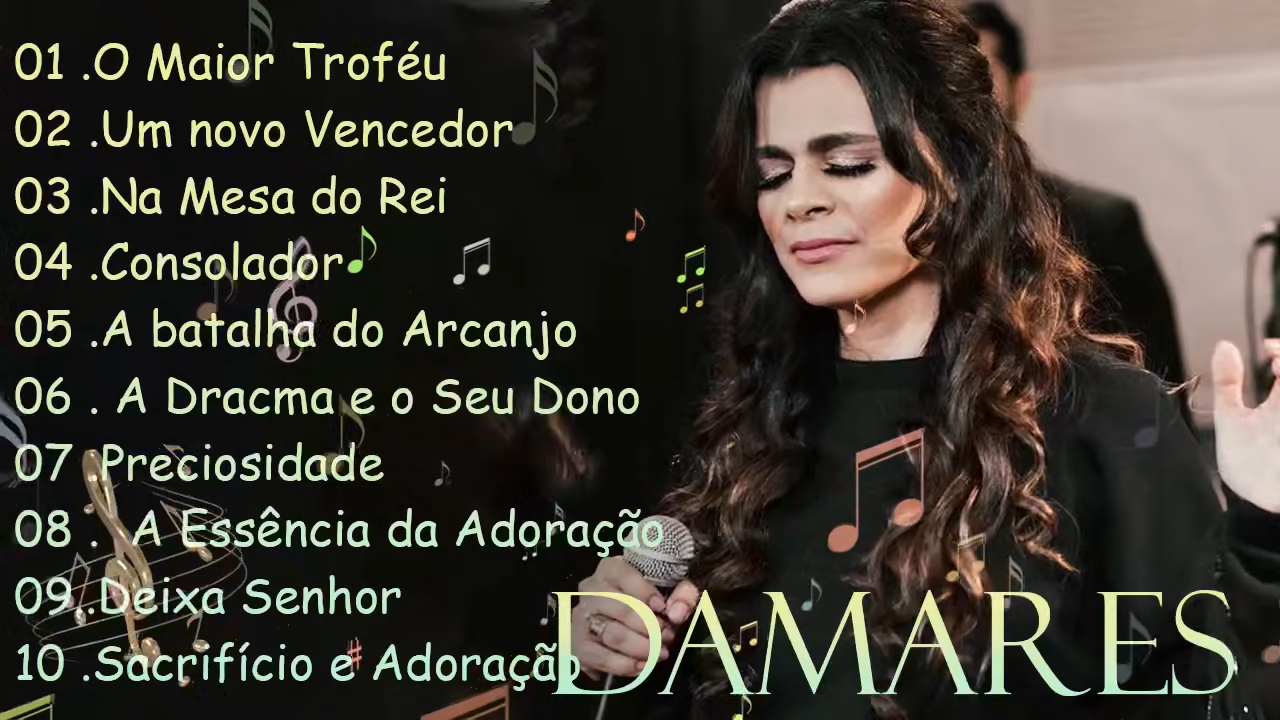 01 .O Maior Troféu
02 .Um novo Vencedor
03 .Na Mesa do Rei
04 .Consolador
05 .A batalha do Arcanjo
06 . A Dracma e o Seu Dono
07 .Preciosidade
08 . A Essência da Adoração
09 .Deixa Senhor
10 .Sacrifício e Adoração
DAMARES